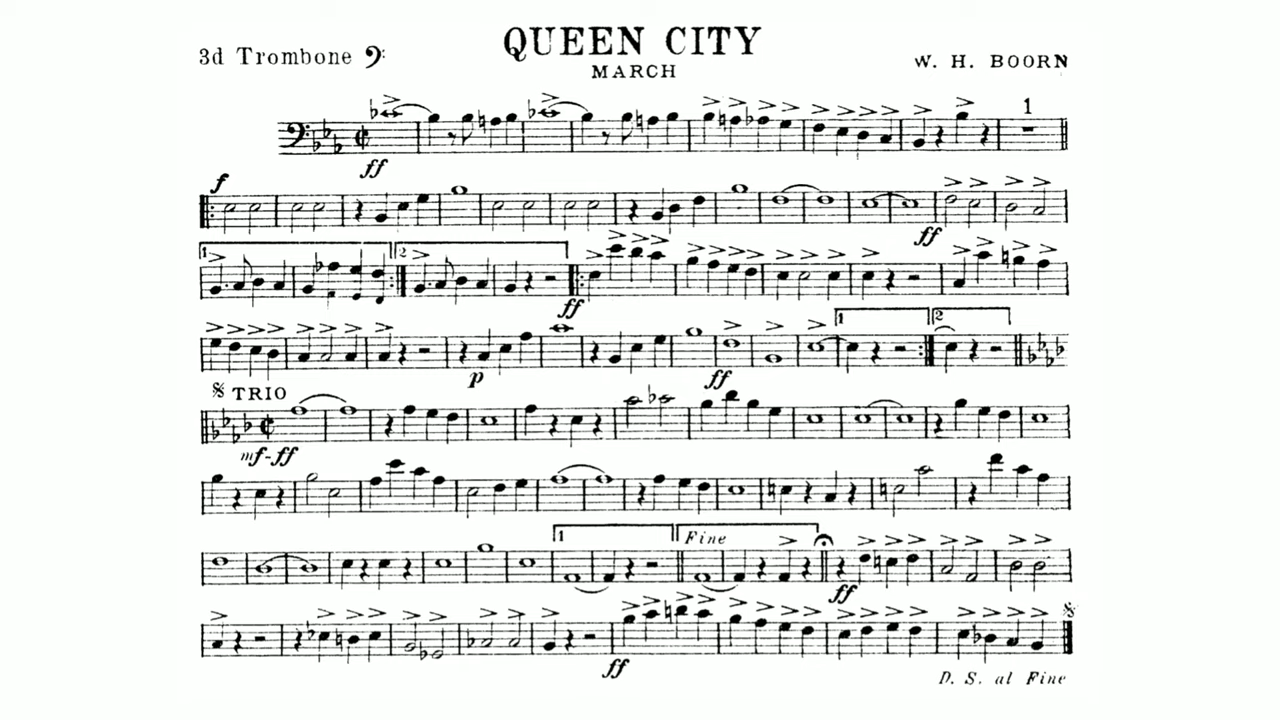 QUEEN CITY
3d Trombone
MARCH
W. H. BOORN
1
ff
f
ff
1
2
ff
1
2
p
ff
TRIO
mf-ff
1
Fine
ff
ff
D. S. al Fine